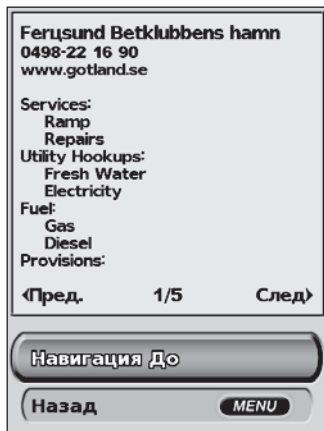 Ferцsund Betklubbens hamn
0498-22 16 90
www.gotland.se
Services:
Ramp
Repairs
Utility Hookups:
Fresh Water
Electricity
Fuel:
Gas
Diesel
Provisions:
Пред. 1/5 След
Навигация До
Назад MENU